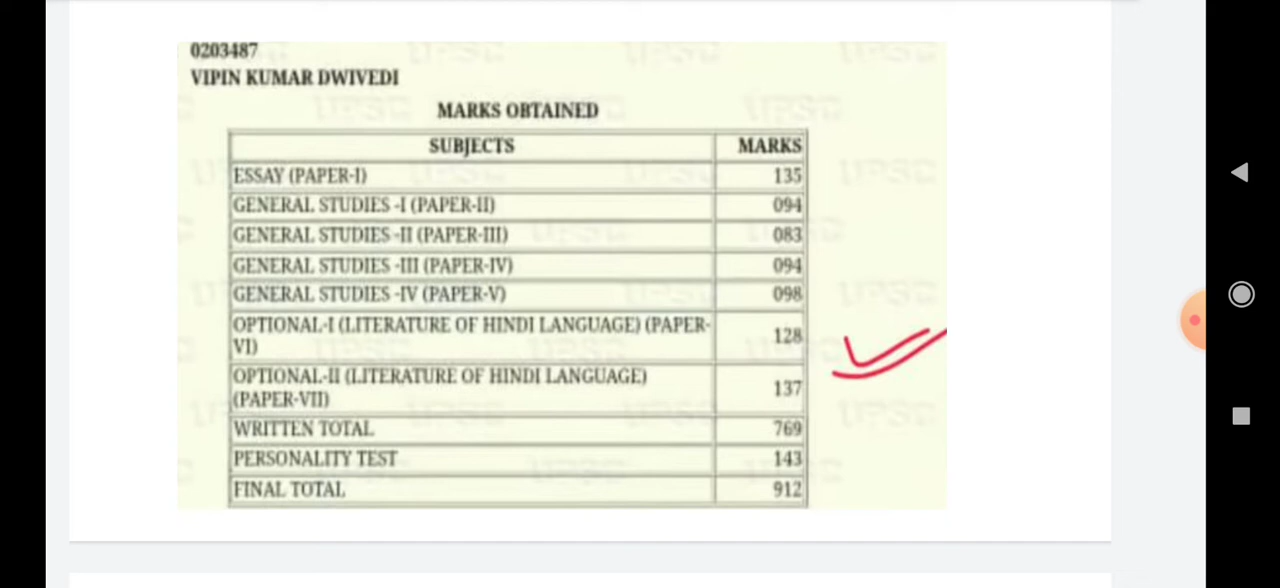 0203487
VIPIN KUMAR DWIVEDI
MARKS OBTAINED
SUBJECTS MARKS
ESSAY (PAPER-I) 135
GENERAL STUDIES -I (PAPER-II) 094
GENERAL STUDIES -II (PAPER-III) 083
GENERAL STUDIES -III (PAPER-IV) 094
GENERAL STUDIES -IV (PAPER-V) 098
OPTIONAL-I (LITERATURE OF HINDI LANGUAGE) (PAPER-
VI) 128
OPTIONAL-II (LITERATURE OF HINDI LANGUAGE)
(PAPER-VII) 137
WRITTEN TOTAL 769
PERSONALITY TEST 143
FINAL TOTAL 912